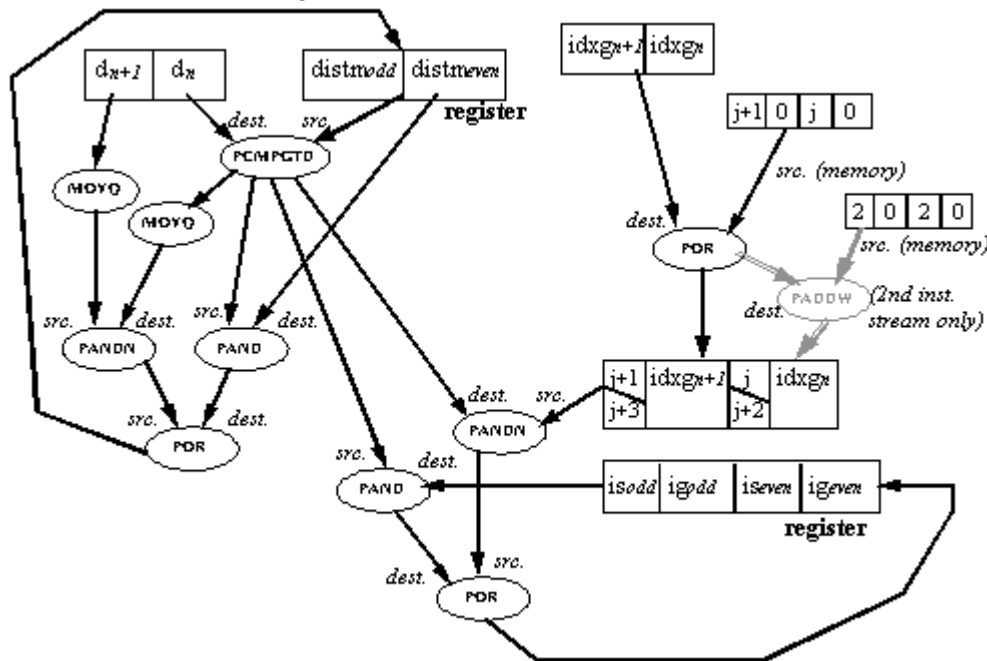 idxgn+1 idxgn
dn+1 dn
distmodd distmeven
register
j+1 0 j 0
dest. src.
PCMPGTD
MOVQ
MOVQ
src. (memory)
2 0 2 0
dest.
POR
src. (memory)
PADDW
dest.
(2nd inst.
stream only)
src. dest. src. dest.
PANDN PAND
j+1 idxgn+1 j idxgn
j+3 j+2
dest. src.
PANDN
src. dest.
POR
src. dest.
PAND
isodd igodd iseven igeven
register
dest. src.
POR